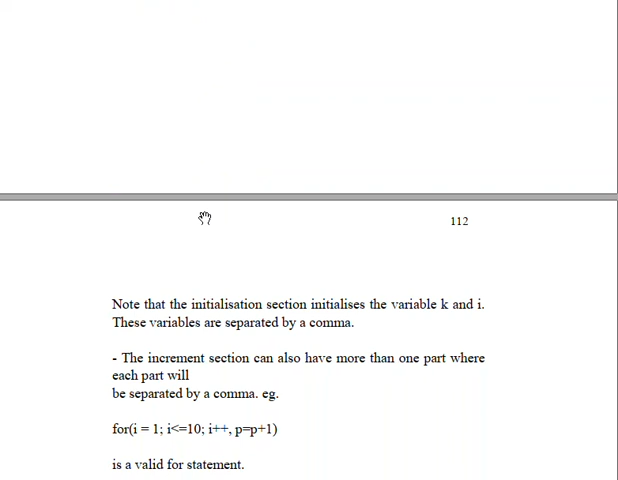 112
Note that the initialisation section initialises the variable k and i.
These variables are separated by a comma.
- The increment section can also have more than one part where
each part will
be separated by a comma. eg.
for(i = 1; i<=10; i++, p=p+1)
is a valid for statement.